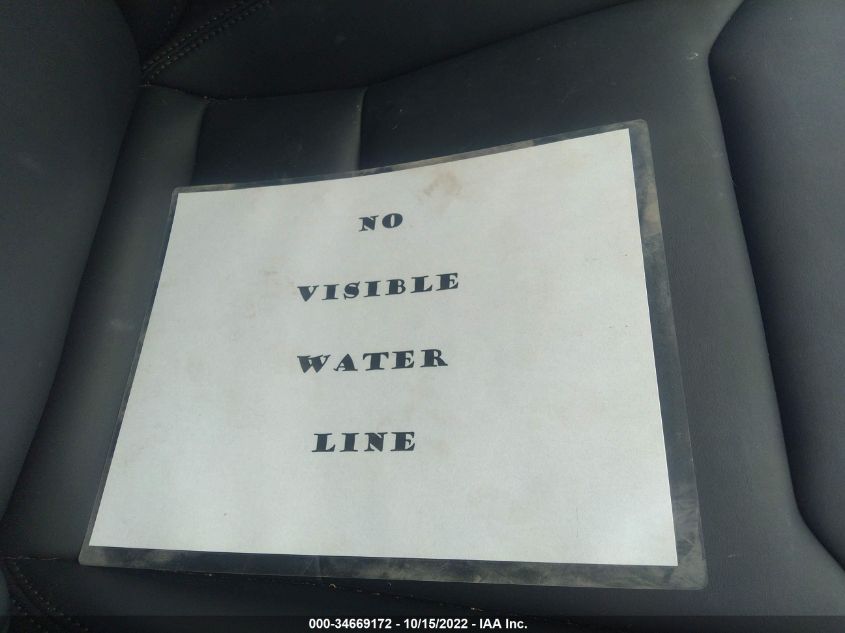 NO
VISIBLE
WATER
LINE
000-34669172 - 10/15/2022 - IAA Inc.